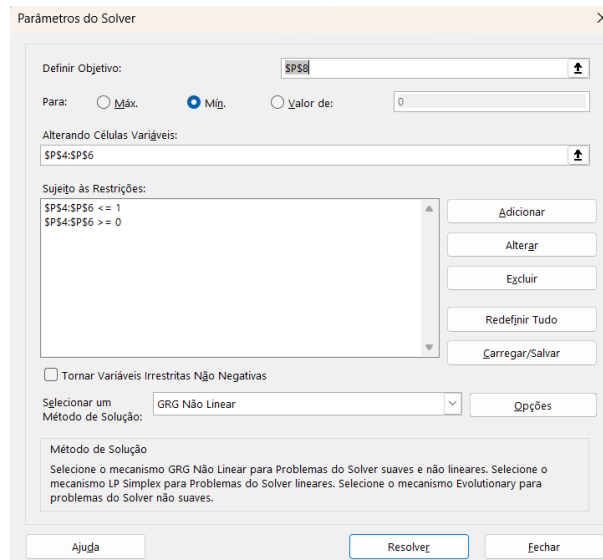 Parâmetros do Solver
Definir Objetivo:
$P$8
Para:
Máx.
Mín.
Valor de:
0
Alterando Células Variáveis:
$P$4:$P$6
Sujeito às Restrições:
$P$4:$P$6 <= 1
$P$4:$P$6 >= 0
Adicionar
Alterar
Excluir
Redefinir Tudo
Carregar/Salvar
Tornar Variáveis Irrestritas Não Negativas
Selecionar um
Método de Solução:
GRG Não Linear
Opções
Método de Solução
Selecione o mecanismo GRG Não Linear para Problemas do Solver suaves e não lineares. Selecione o
mecanismo LP Simplex para Problemas do Solver lineares. Selecione o mecanismo Evolutionary para
problemas do Solver não suaves.
Ajuda
Resolver
Fechar